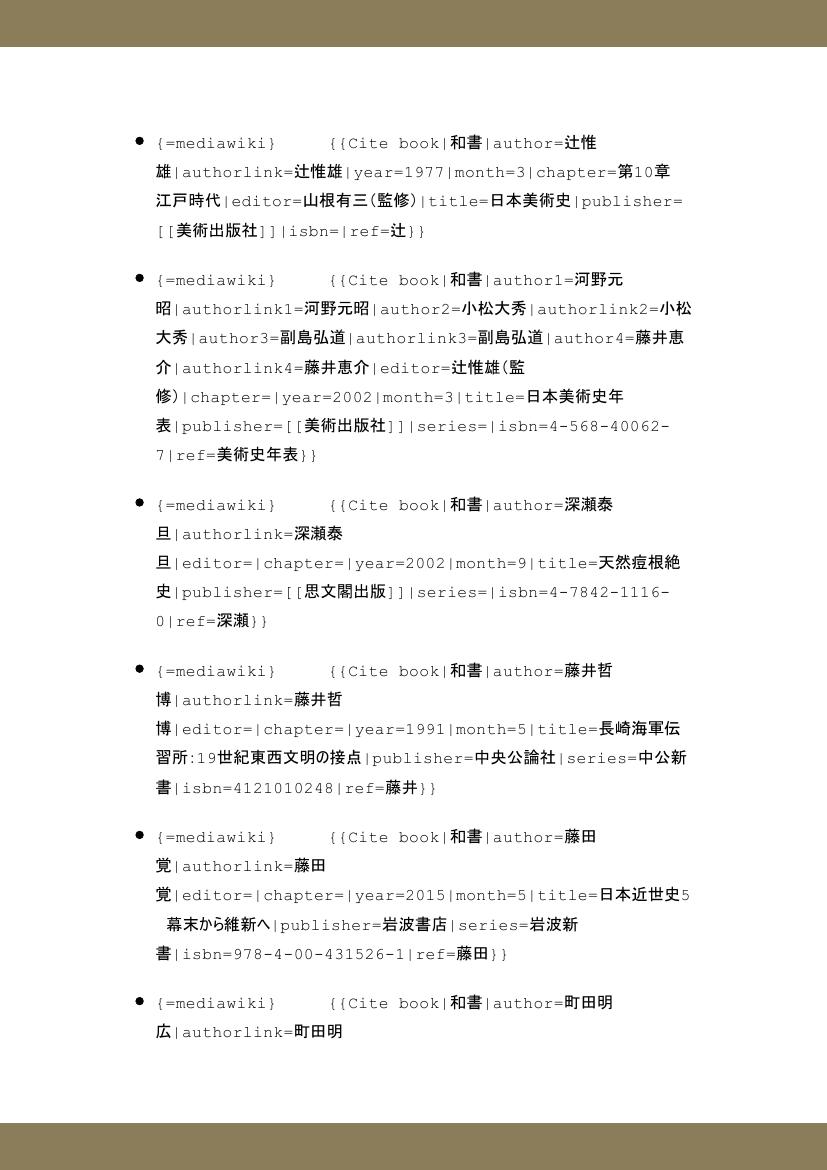 {=mediawiki} {{Cite book|和書|author=辻惟
雄|authorlink=辻惟雄|year=1977|month=3|chapter=第10章
江戸時代|editor=山根有三（監修）|title=日本美術史|publisher=
[[美術出版社]]|isbn=|ref=辻}}
{=mediawiki} {{Cite book|和書|author1=河野元
昭|authorlink1=河野元昭|author2=小松大秀|authorlink2=小松
大秀|author3=副島弘道|authorlink3=副島弘道|author4=藤井恵
介|authorlink4=藤井恵介|editor=辻惟雄（監
修）|chapter=|year=2002|month=3|title=日本美術史年
表|publisher=[[美術出版社]]|series=|isbn=4-568-40062-
7|ref=美術史年表}}
{=mediawiki} {{Cite book|和書|author=深瀬泰
旦|authorlink=深瀬泰
旦|editor=|chapter=|year=2002|month=9|title=天然痘根絶
史|publisher=[[思文閣出版]]|series=|isbn=4-7842-1116-
0|ref=深瀬}}
{=mediawiki} {{Cite book|和書|author=藤井哲
博|authorlink=藤井哲
博|editor=|chapter=|year=1991|month=5|title=長崎海軍伝
習所:19世紀東西文明の接点|publisher=中央公論社|series=中公新
書|isbn=4121010248|ref=藤井}}
{=mediawiki} {{Cite book|和書|author=藤田
覚|authorlink=藤田
覚|editor=|chapter=|year=2015|month=5|title=日本近世史5
幕末から維新へ|publisher=岩波書店|series=岩波新
書|isbn=978-4-00-431526-1|ref=藤田}}
{=mediawiki} {{Cite book|和書|author=町田明
広|authorlink=町田明